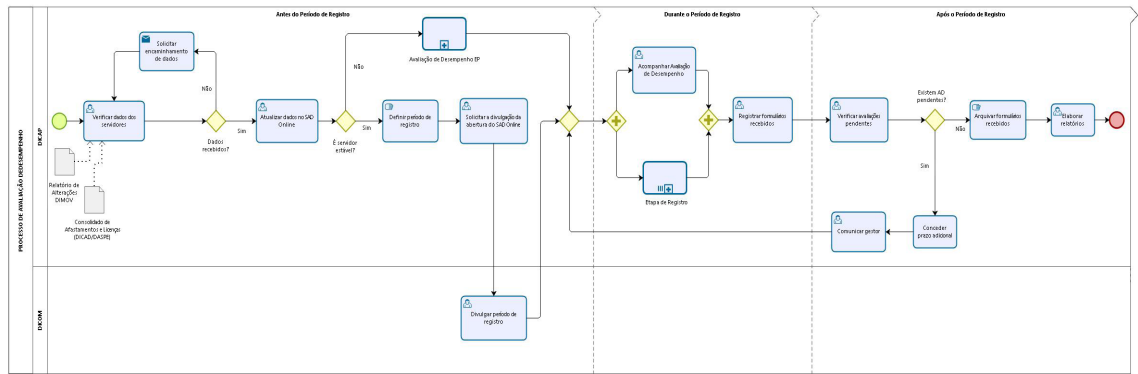 PROCESSO DE AVALIAÇÃO DEDESEMPENHO
DICAP
DICOM
Antes do Período de Registro
Durante o Período de Registro
Após o Período de Registro
Solicitar
encaminhamento
de dados
Não
Verificar dados dos
servidores
Relatório de
Alterações
DIMOV
Consolidado de
Afastamentos e Licenças
(DICAD/DASPE)
Dados
recebidos?
Sim
Atualizar dados no SAD
Online
Não
É servidor
estável?
Sim
Avaliação de Desempenho EP
Definir período de
registro
Solicitar a divulgação da
abertura do SAD Online
Divulgar período de
registro
Acompanhar Avaliação
de Desempenho
Etapa de Registro
Registrar formulários
recebidos
Verificar avaliações
pendentes
Existem AD
pendentes?
Não
Sim
Arquivar formulários
recebidos
Elaborar
relatórios
Comunicar gestor
Conceder
prazo adicional